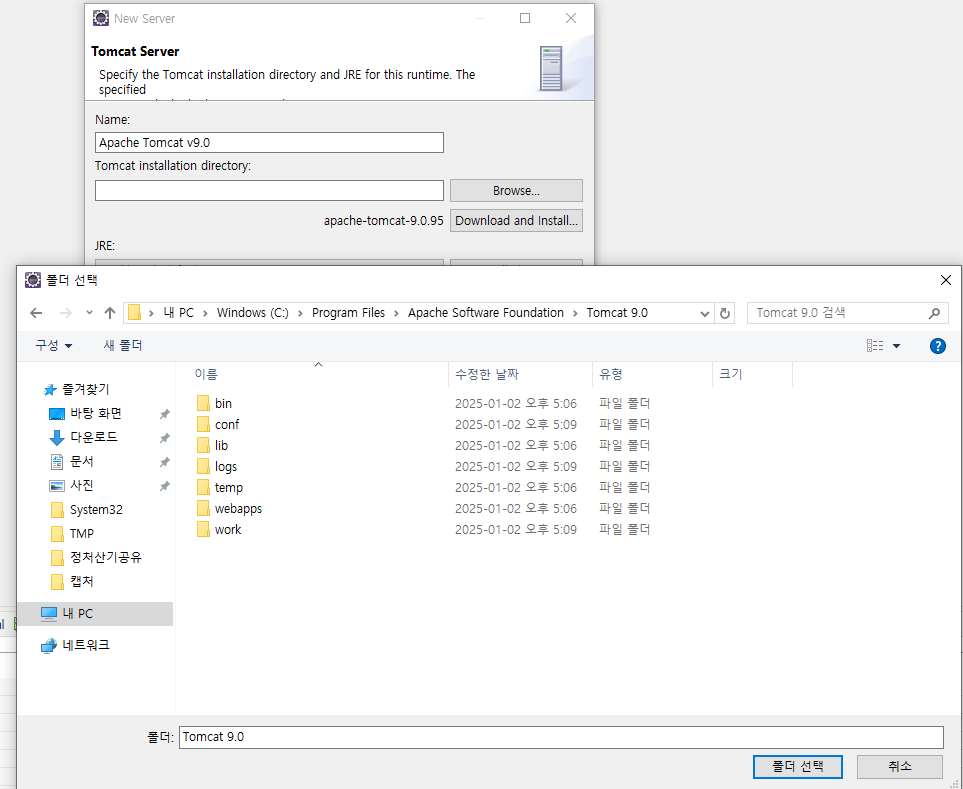 New Server
Tomcat Server
Specify the Tomcat installation directory and JRE for this runtime. The
specified
Name:
Apache Tomcat v9.0
Tomcat installation directory:
Browse...
apache-tomcat-9.0.95 Download and Install...
JRE:
폴더 선택
내 PC > Windows (C:) > Program Files > Apache Software Foundation > Tomcat 9.0
Tomcat 9.0 검색
구성 새 폴더
이름 수정한 날짜 유형 크기
bin 2025-01-02 오후 5:06 파일 폴더
conf 2025-01-02 오후 5:09 파일 폴더
lib 2025-01-02 오후 5:06 파일 폴더
logs 2025-01-02 오후 5:09 파일 폴더
temp 2025-01-02 오후 5:06 파일 폴더
webapps 2025-01-02 오후 5:06 파일 폴더
work 2025-01-02 오후 5:09 파일 폴더
즐겨찾기
바탕 화면
다운로드
문서
사진
System32
TMP
정처산기공유
캡처
내 PC
네트워크
폴더: Tomcat 9.0
폴더 선택 취소